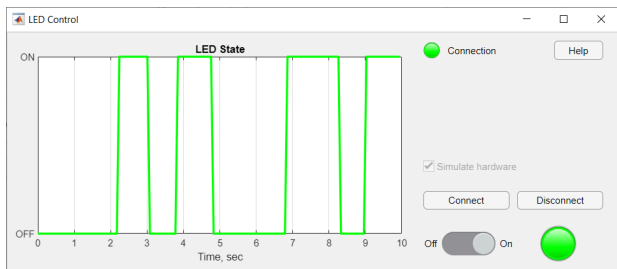 LED Control
LED State
ON
OFF
0 1 2 3 4 5 6 7 8 9 10
Time, sec
Connection
Help
Simulate hardware
Connect
Disconnect
Off
On